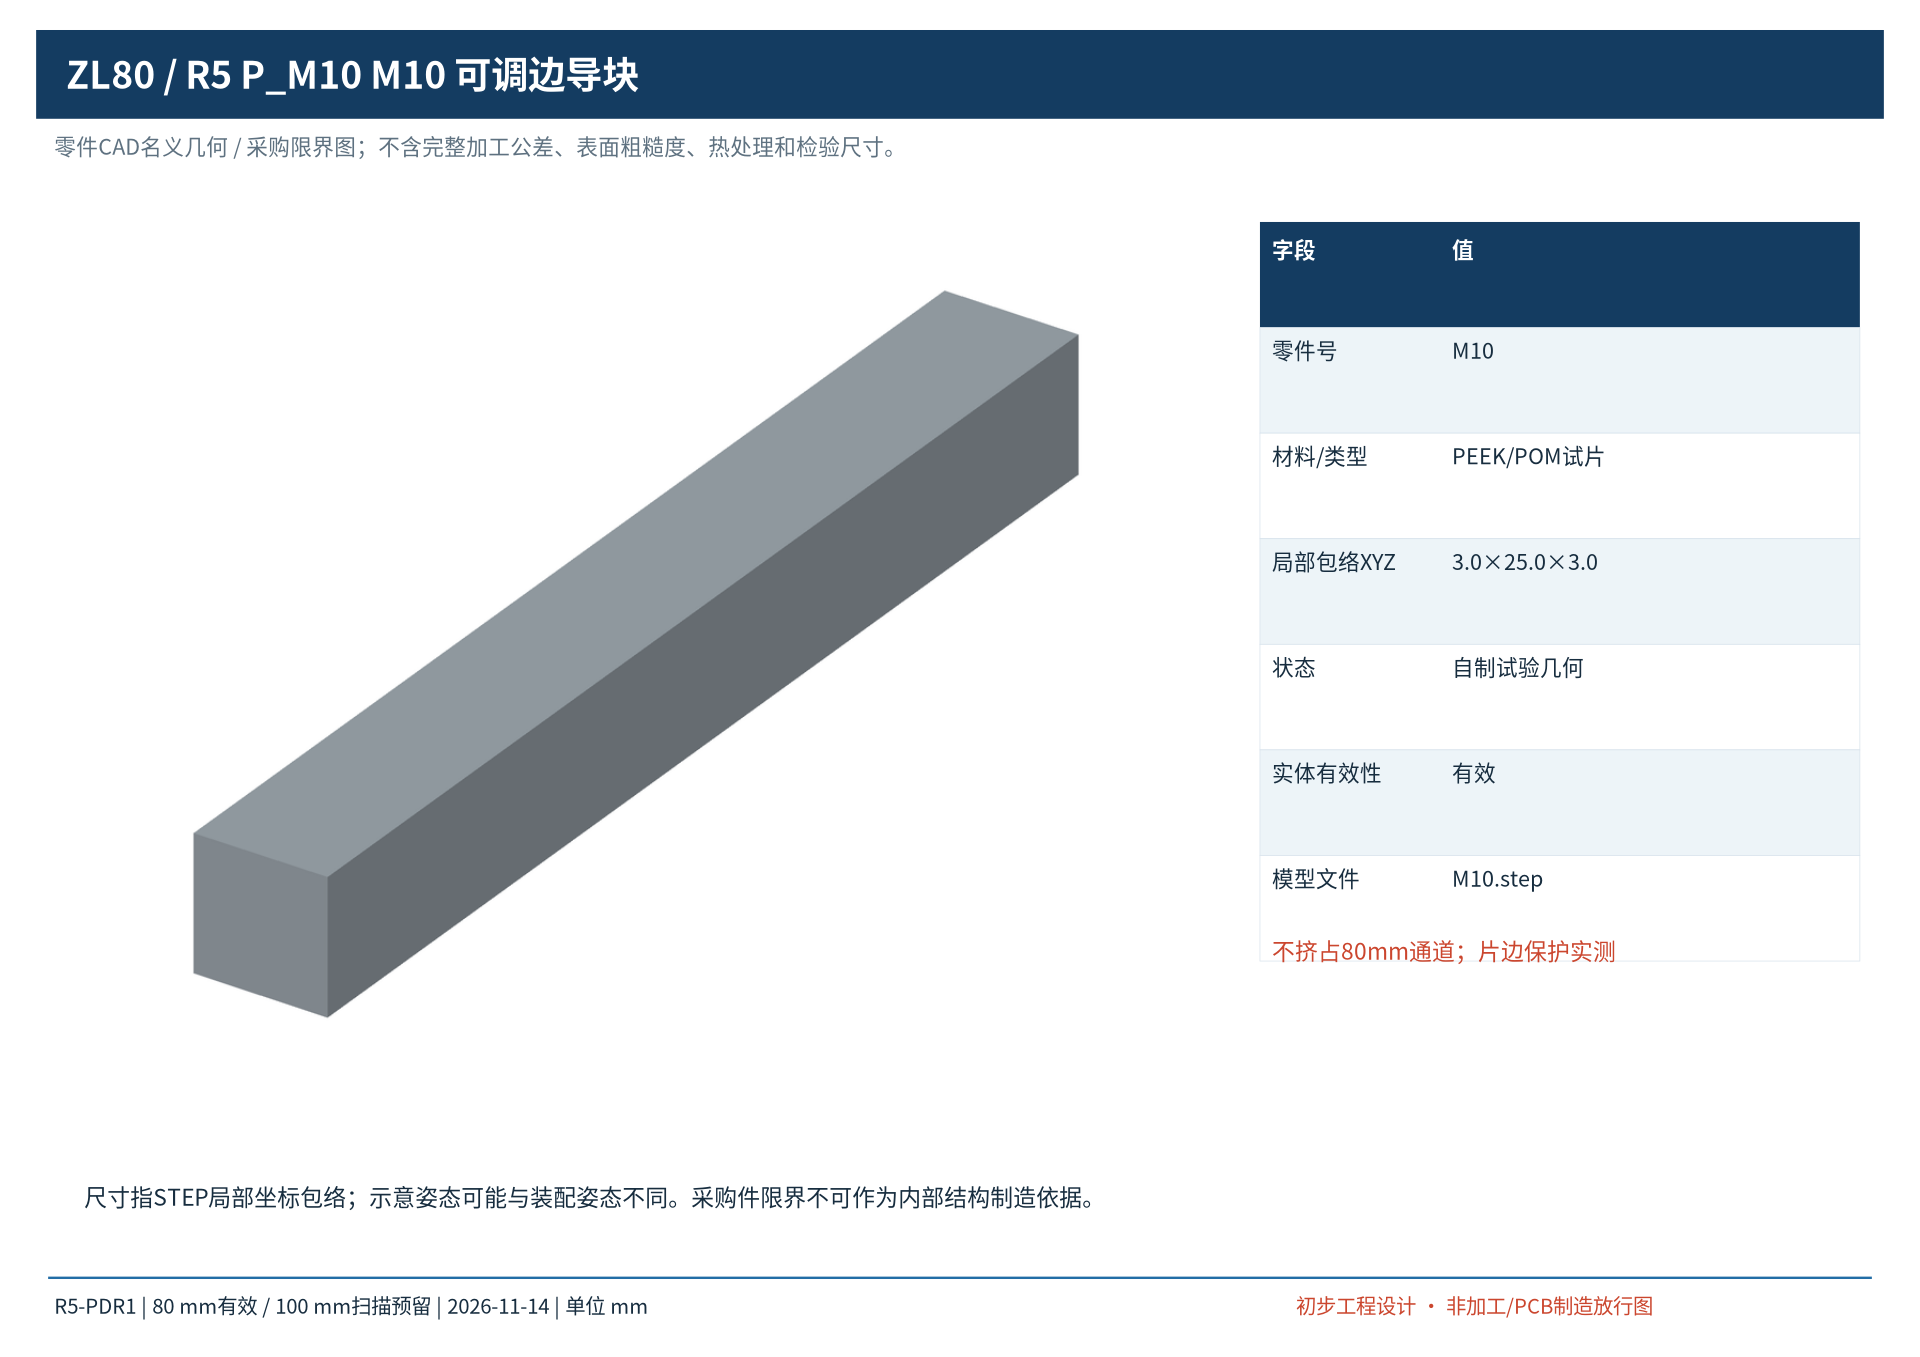 ZL80 / R5 P_M10 M10 可调边导块
零件CAD名义几何 / 采购限界图；不含完整加工公差、表面粗糙度、热处理和检验尺寸。
字段 值
零件号 M10
材料/类型 PEEK/POM试片
局部包络XYZ 3.0×25.0×3.0
状态 自制试验几何
实体有效性 有效
模型文件 M10.step
不挤占80mm通道；片边保护实测
尺寸指STEP局部坐标包络；示意姿态可能与装配姿态不同。采购件限界不可作为内部结构制造依据。
R5-PDR1 | 80 mm有效 / 100 mm扫描预留 | 2026-11-14 | 单位 mm
初步工程设计 · 非加工/PCB制造放行图